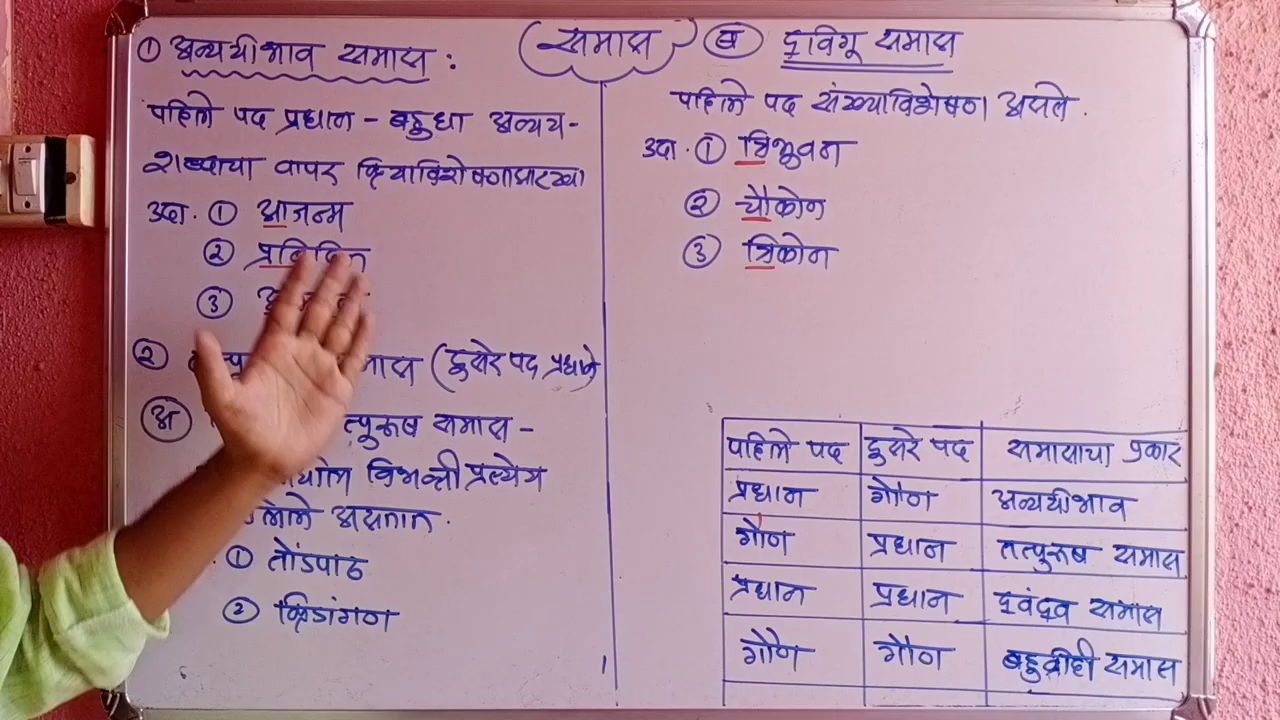 समास
① अव्ययीभाव समास :
पहिले पद प्रधान - बहुधा अव्यय -
शब्दाचा वापर क्रियाविशेषणाप्रारख्या
उदा. ① आजन्म
② प्रतिदिन
③
② समास (दुसरे पद प्रधान)
अ तत्पुरूष समास -
विभक्ती प्रत्येय
असतात.
① तोंडपाठ
② क्रिडांगण
ब द्विगू समास
पहिले पद संख्याविशेषण असते.
उदा. ① त्रिभुवन
② चौकोन
③ त्रिकोन
पहिले पद दुसरे पद समासाचा प्रकार
प्रधान गौण अव्ययीभाव
गौण प्रधान तत्पुरूष समास
प्रधान प्रधान द्वंद्व समास
गौण गौण बहुव्रीही समास